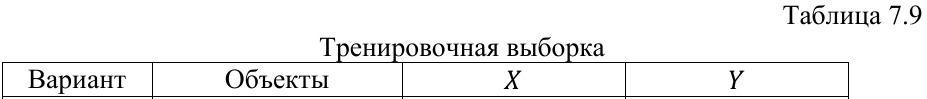 Таблица 7.9
Тренировочная выборка
Вариант Объекты X Y